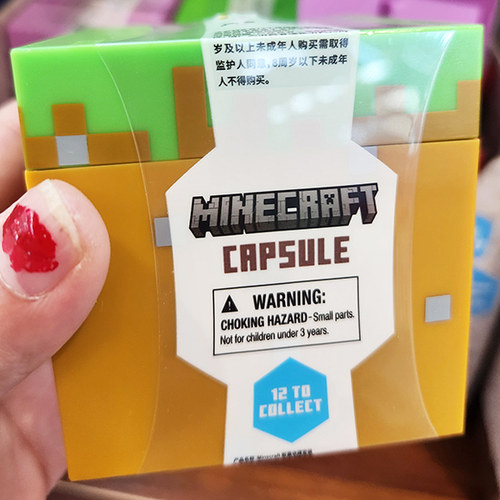 岁及以上未成年人购买需取得
监护人同意,8周岁以下未成年
人不得购买。
MINECRAFT
CAPSULE
WARNING:
CHOKING HAZARD - Small parts.
Not for children under 3 years.
12 TO
COLLECT